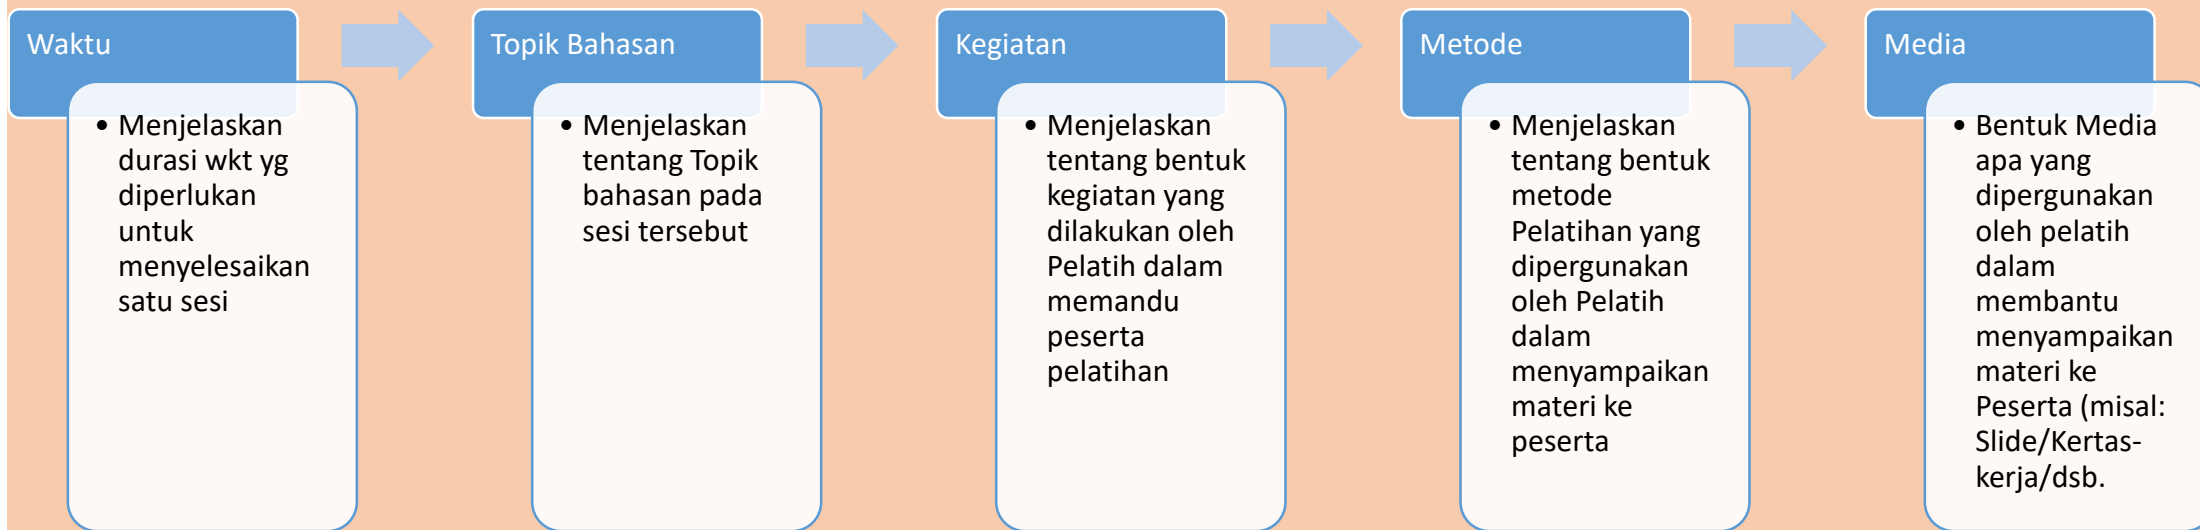 Waktu
• Menjelaskan
durasi wkt yg
diperlukan
untuk
menyelesaikan
satu sesi
Topik Bahasan
• Menjelaskan
tentang Topik
bahasan pada
sesi tersebut
Kegiatan
• Menjelaskan
tentang bentuk
kegiatan yang
dilakukan oleh
Pelatih dalam
memandu
peserta
pelatihan
Metode
• Menjelaskan
tentang bentuk
metode
Pelatihan yang
dipergunakan
oleh Pelatih
dalam
menyampaikan
materi ke
peserta
Media
• Bentuk Media
apa yang
dipergunakan
oleh pelatih
dalam
membantu
menyampaikan
materi ke
Peserta (misal:
Slide/Kertas-
kerja/dsb.